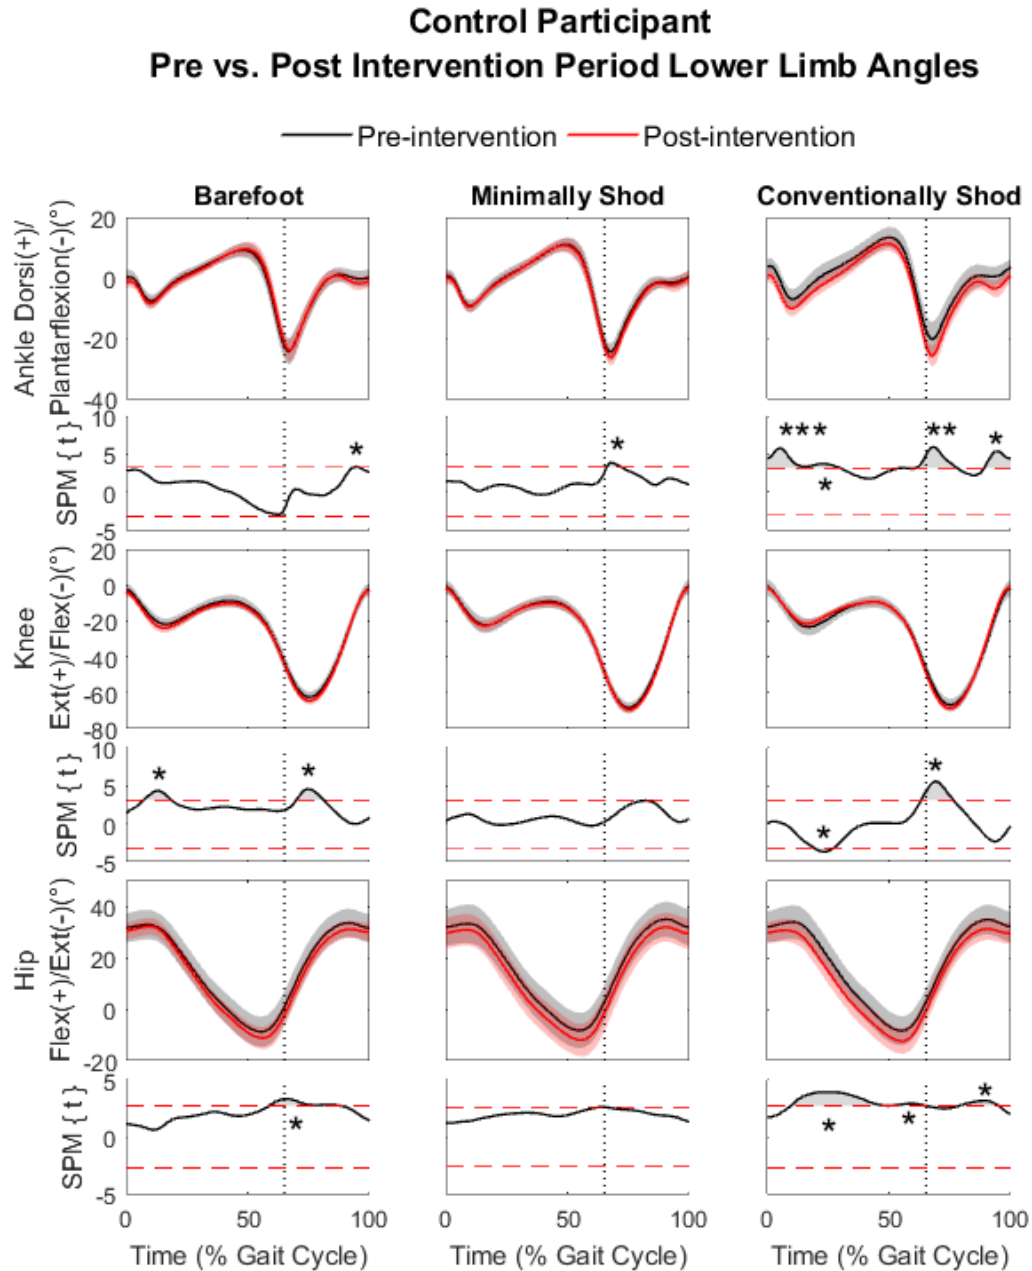 Control Participant
Pre vs. Post Intervention Period Lower Limb Angles
Pre-intervention Post-intervention
Barefoot Minimally Shod Conventionally Shod
Ankle Dorsi(+)/
Plantarflexion(-)(°)
20
0
-20
-40
SPM { t }
10
5
0
-5
* * *** * ** *
Knee
Ext(+)/Flex(-)(°)
20
0
-20
-40
-60
-80
SPM { t }
10
5
0
-5
* * * *
Hip
Flex(+)/Ext(-)(°)
40
20
0
-20
SPM { t }
5
0
-5
* * * *
0 50 100 0 50 100 0 50 100
Time (% Gait Cycle) Time (% Gait Cycle) Time (% Gait Cycle)